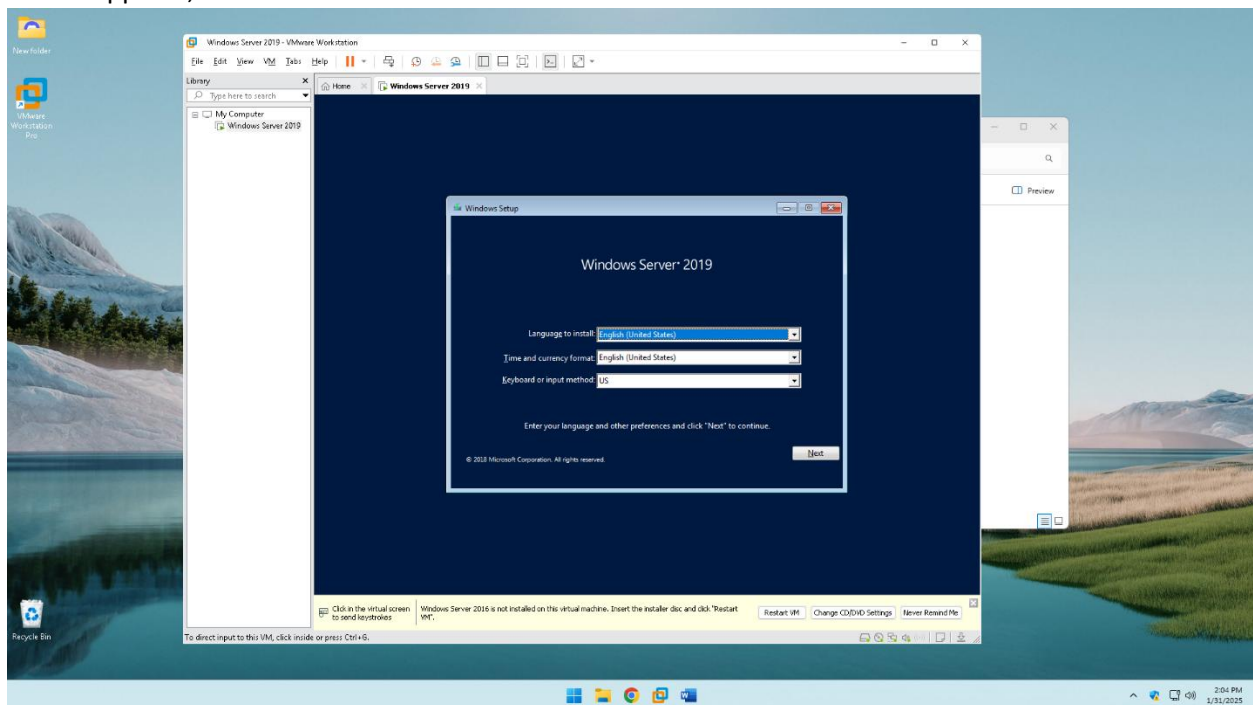 New folder
VMware
Workstation
Pro
Recycle Bin
Windows Server 2019 - VMware Workstation
File Edit View VM Tabs Help
Library
Type here to search
My Computer
Windows Server 2019
Home
Windows Server 2019
Preview
Windows Setup
Windows Server 2019
Language to install: English (United States)
Time and currency format: English (United States)
Keyboard or input method: US
Enter your language and other preferences and click "Next" to continue.
© 2018 Microsoft Corporation. All rights reserved.
Next
Click in the virtual screen
to send keystrokes
Windows Server 2016 is not installed on this virtual machine. Insert the installer disc and click "Restart
VM".
Restart VM
Change CD/DVD Settings
Never Remind Me
To direct input to this VM, click inside or press Ctrl+G.
2:04 PM
1/31/2025